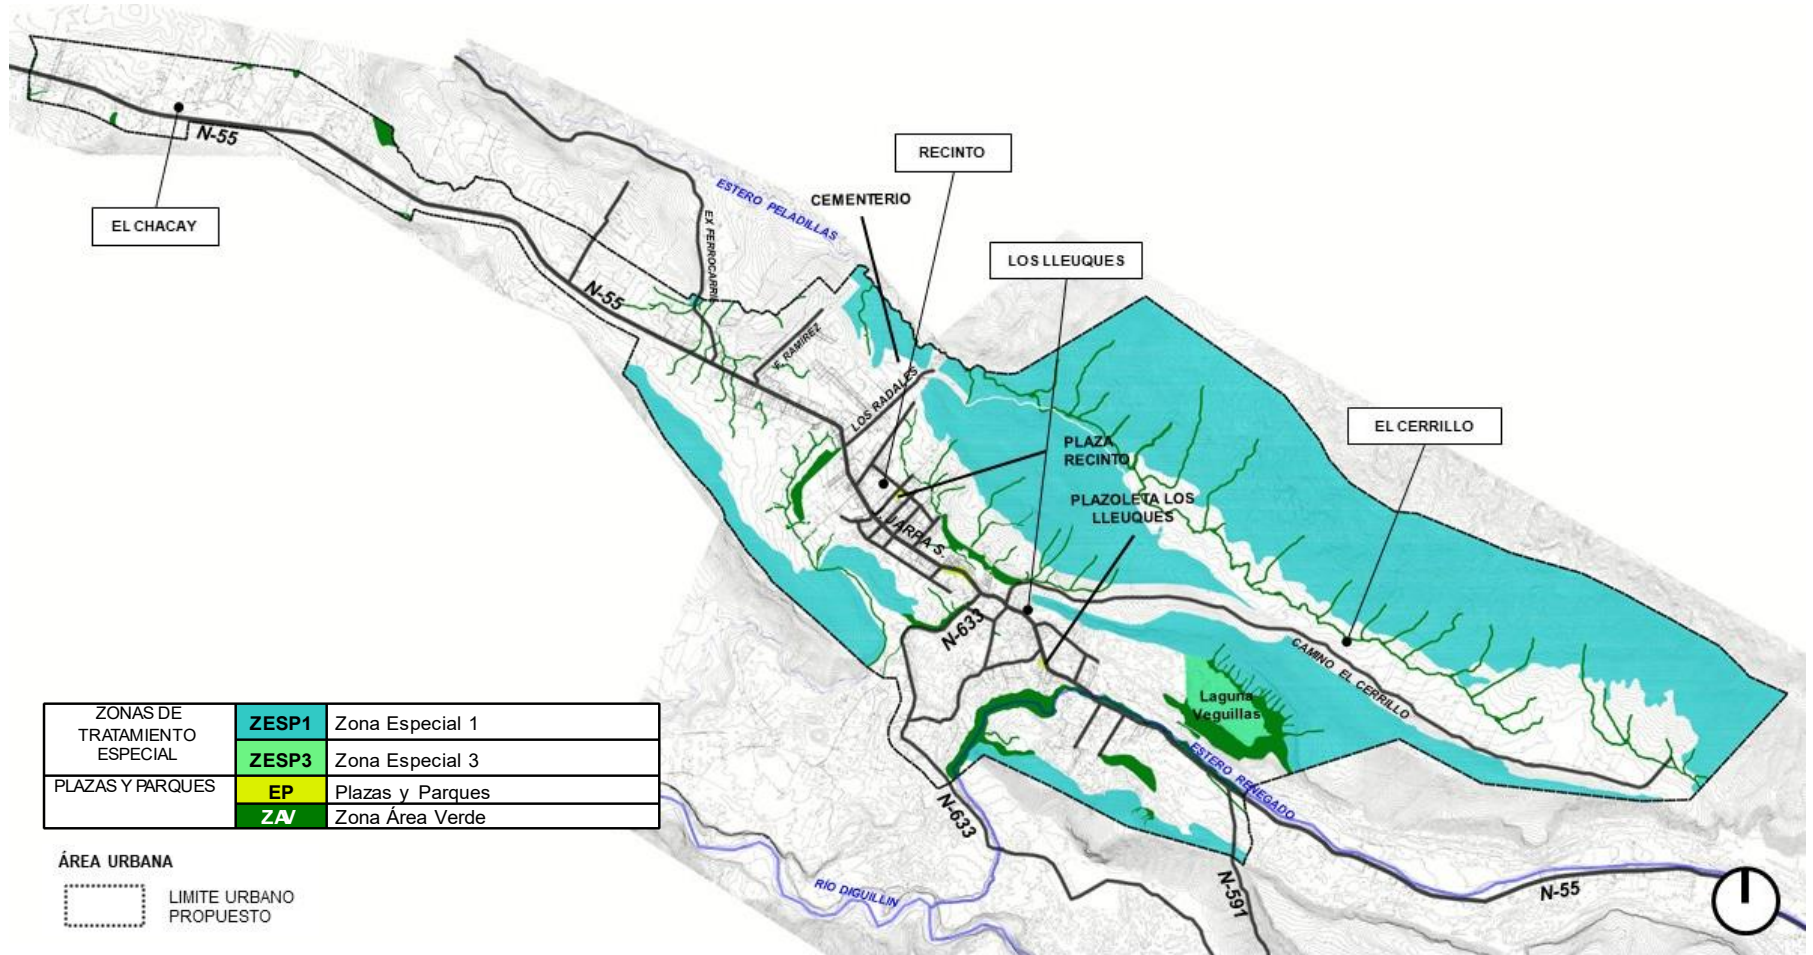 N-55
EL CHACAY
EX FERROCARRIL
ESTERO PELADILLAS
RECINTO
CEMENTERIO
LOS LLEUQUES
N-55
F. RAMIREZ
LOS RADALES
EL CERRILLO
PLAZA
RECINTO
PLAZOLETA LOS
LLEUQUES
JARPA S.
N-633
CAMINO EL CERRILLO
Laguna
Veguillas
ESTERO RENEGADO
N-633
RÍO DIGUILLIN
N-591
N-55
ZONAS DE
TRATAMIENTO
ESPECIAL
ZESP1 Zona Especial 1
ZESP3 Zona Especial 3
PLAZAS Y PARQUES
EP Plazas y Parques
ZAV Zona Área Verde
ÁREA URBANA
LIMITE URBANO
PROPUESTO